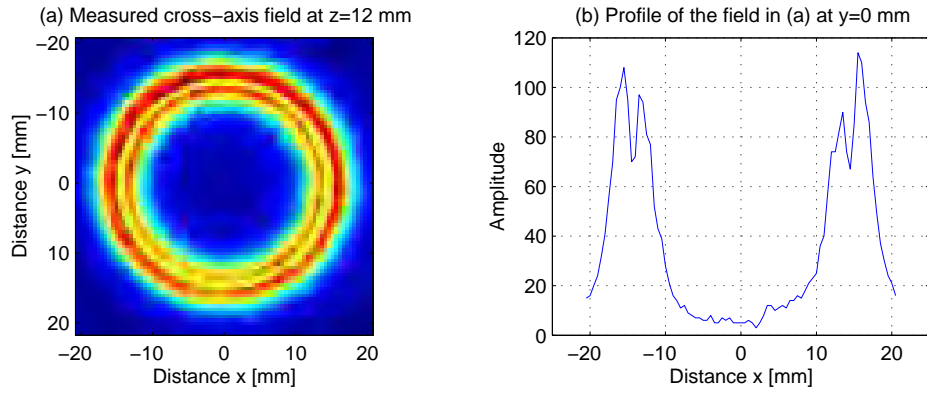 (a) Measured cross-axis field at z=12 mm
-20
-10
0
10
20
Distance y [mm]
-20 -10 0 10 20
Distance x [mm]
(b) Profile of the field in (a) at y=0 mm
120
100
80
60
40
20
0
Amplitude
-20 -10 0 10 20
Distance x [mm]